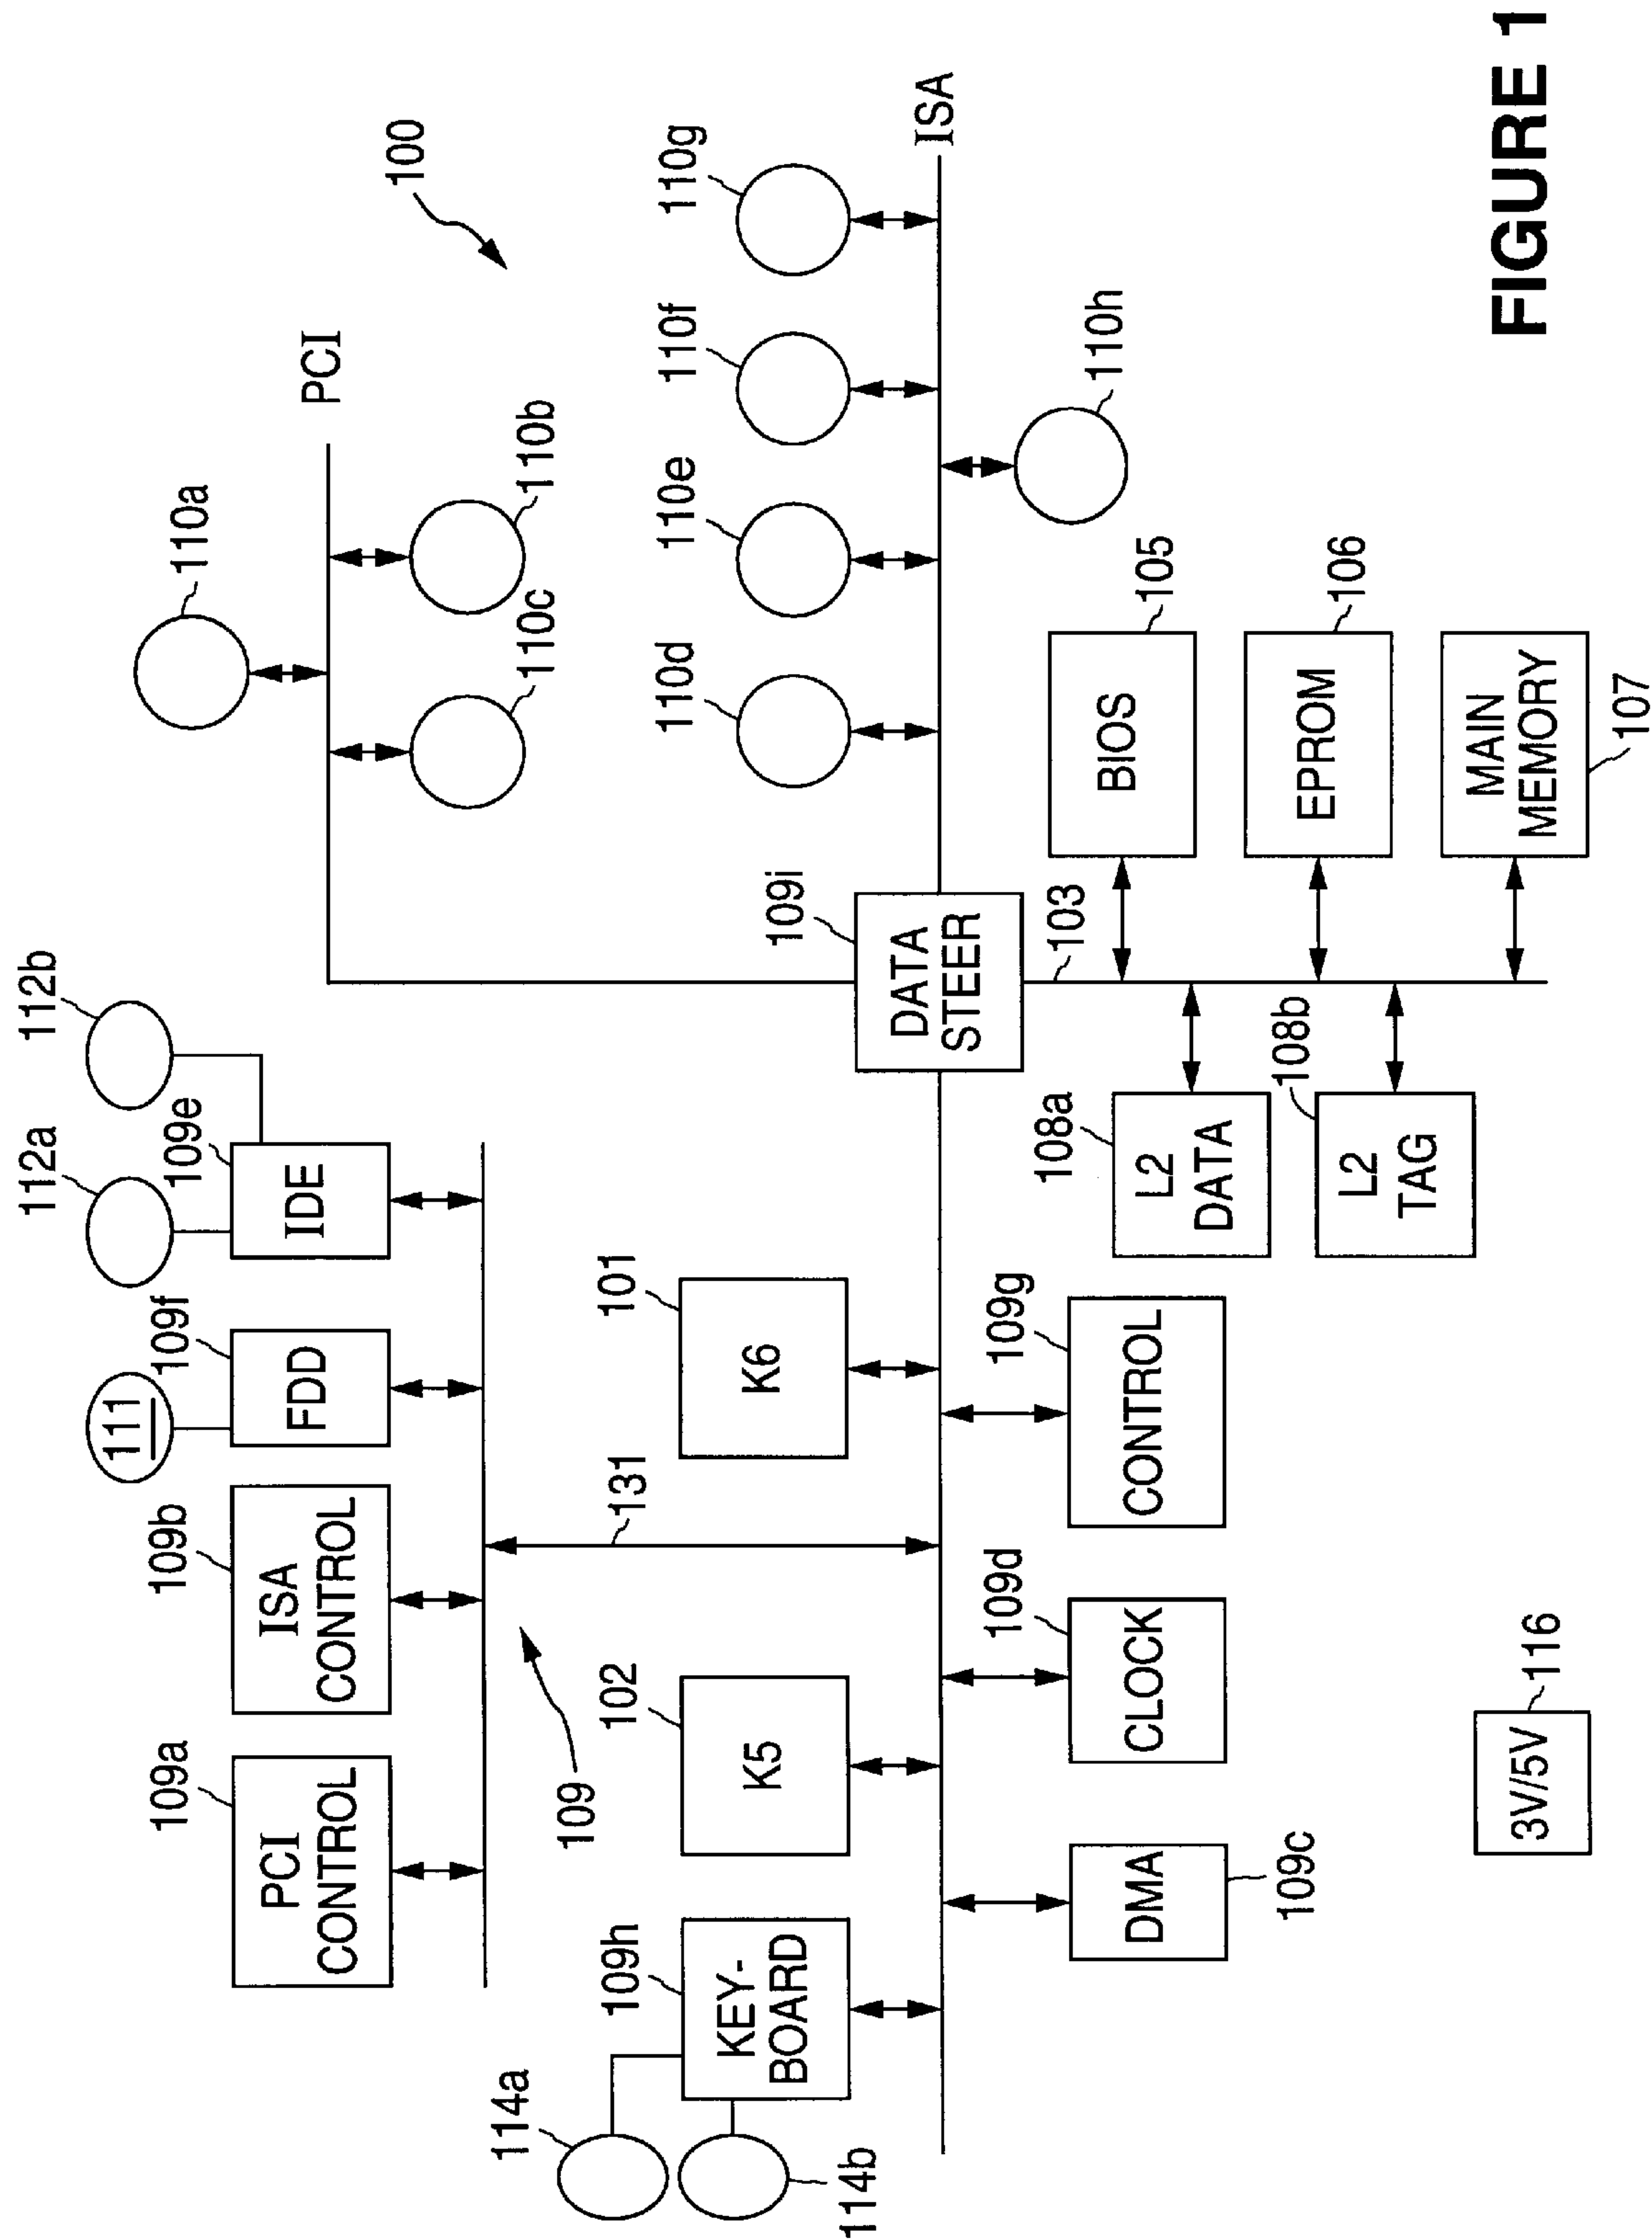 112b
112a
109e
IDE
109f
111
FDD
109b
ISA
CONTROL
109a
PCI
CONTROL
110a
PCI
100
110b
110c
131
109
101
K6
102
K5
109h
KEY-
BOARD
114a
114b
110d
110e
110f
110g
ISA
110h
109i
DATA
STEER
103
109g
CONTROL
109d
CLOCK
DMA
109c
108a
L2
DATA
108b
L2
TAG
BIOS
105
EPROM
106
MAIN
MEMORY
107
3V/5V
116
FIGURE 1